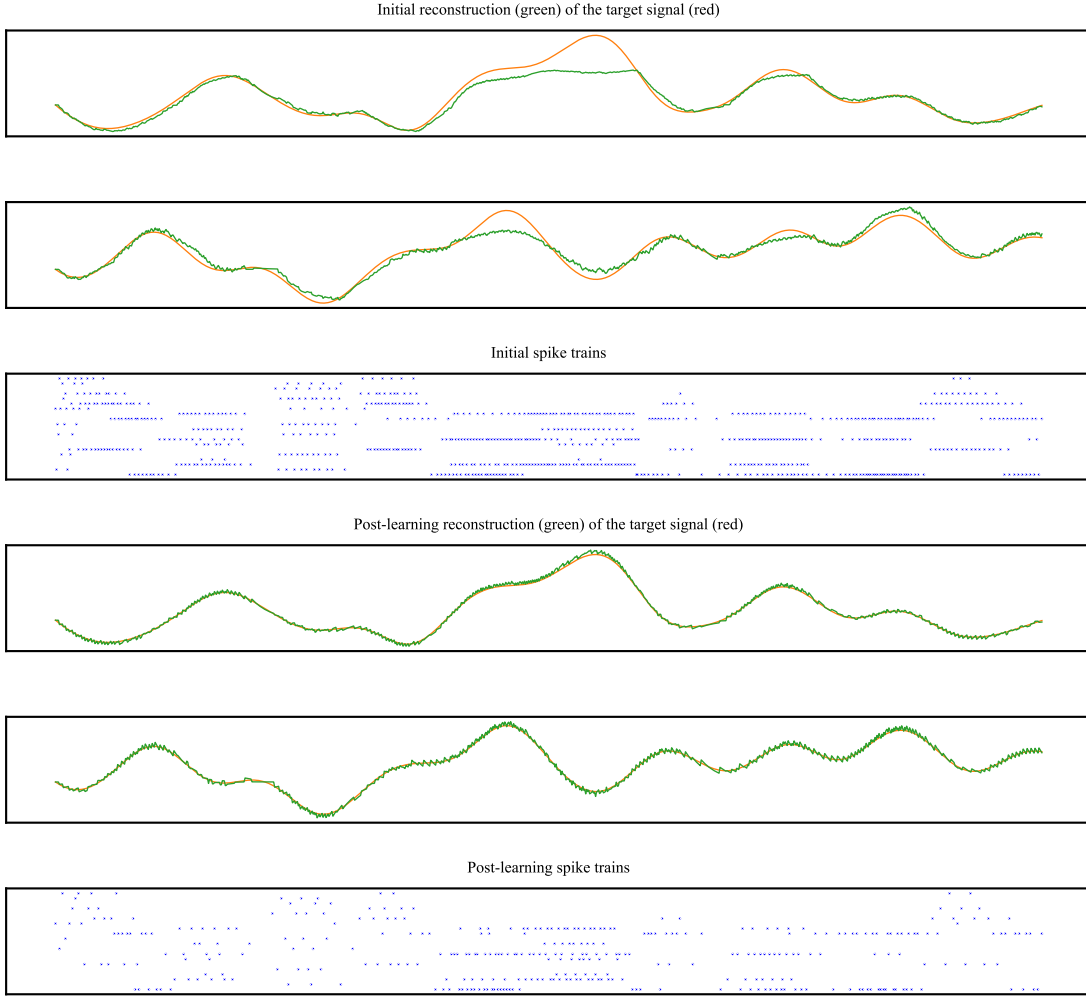 Initial reconstruction (green) of the target signal (red)
Initial spike trains
Post-learning reconstruction (green) of the target signal (red)
Post-learning spike trains